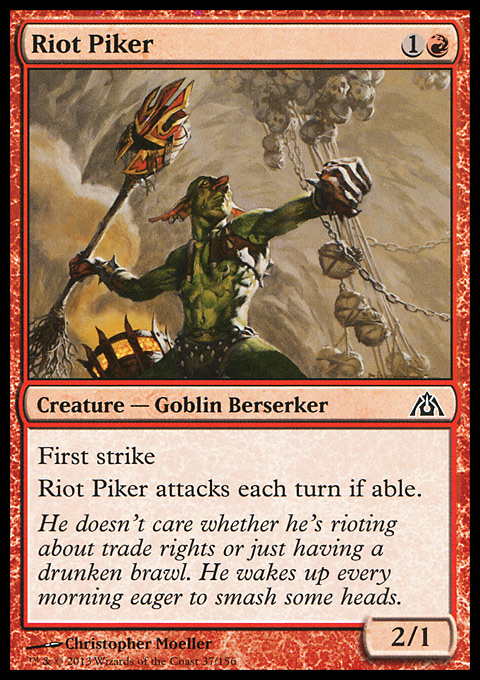 Riot Piker 1
Creature — Goblin Berserker
First strike
Riot Piker attacks each turn if able.
He doesn't care whether he's rioting
about trade rights or just having a
drunken brawl. He wakes up every
morning eager to smash some heads.
Christopher Moeller
™ & © 2013 Wizards of the Coast 37/156
2/1